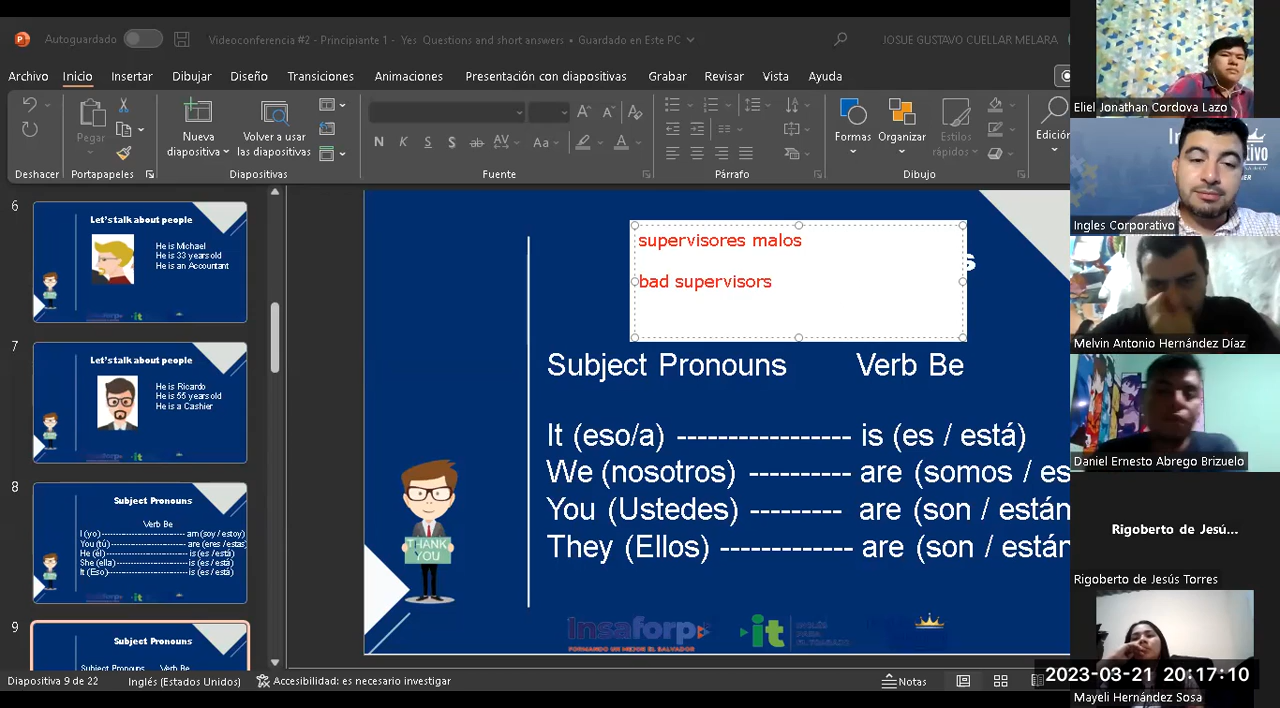 Autoguardado
Videoconferencia #2 - Principiante 1 - Yes Questions and short answers • Guardado en Este PC
JOSUE GUSTAVO CUELLAR MELARA
Archivo Inicio Insertar Dibujar Diseño Transiciones Animaciones Presentación con diapositivas Grabar Revisar Vista Ayuda
Pegar
Nueva diapositiva
Volver a usar las diapositivas
N K S S ab AV Aa A
Formas Organizar Estilos rápidos Edición
Deshacer Portapapeles Diapositivas Fuente Párrafo Dibujo
6
Let's talk about people
He is Michael
He is 33 years old
He is an Accountant
7
Let's talk about people
He is Ricardo
He is 55 years old
He is a Cashier
8
Subject Pronouns
Verb Be
I (yo) am(soy / estoy)
You (tú) are (eres / estas)
He (él) is (es / está)
She (ella) is (es / está)
It (Eso) is (es / está)
9
Subject Pronouns
Subject Pronouns Verb Be
supervisores malos
bad supervisors
s
Subject Pronouns Verb Be
It (eso/a) ----------------- is (es / está)
We (nosotros) ---------- are (somos / es
You (Ustedes) --------- are (son / están
They (Ellos) ------------- are (son / están
THANK
YOU
Insaforp
FORMANDO UN MEJOR EL SALVADOR
it
INGLÉS
PARA
EL TRABAJO
Diapositiva 9 de 22 Inglés (Estados Unidos) Accesibilidad: es necesario investigar Notas
Eliel Jonathan Cordova Lazo
Ingles Corporativo
Melvin Antonio Hernández Díaz
Daniel Ernesto Abrego Brizuelo
Rigoberto de Jesú...
Rigoberto de Jesús Torres
2023-03-21 20:17:10
Mayeli Hernández Sosa